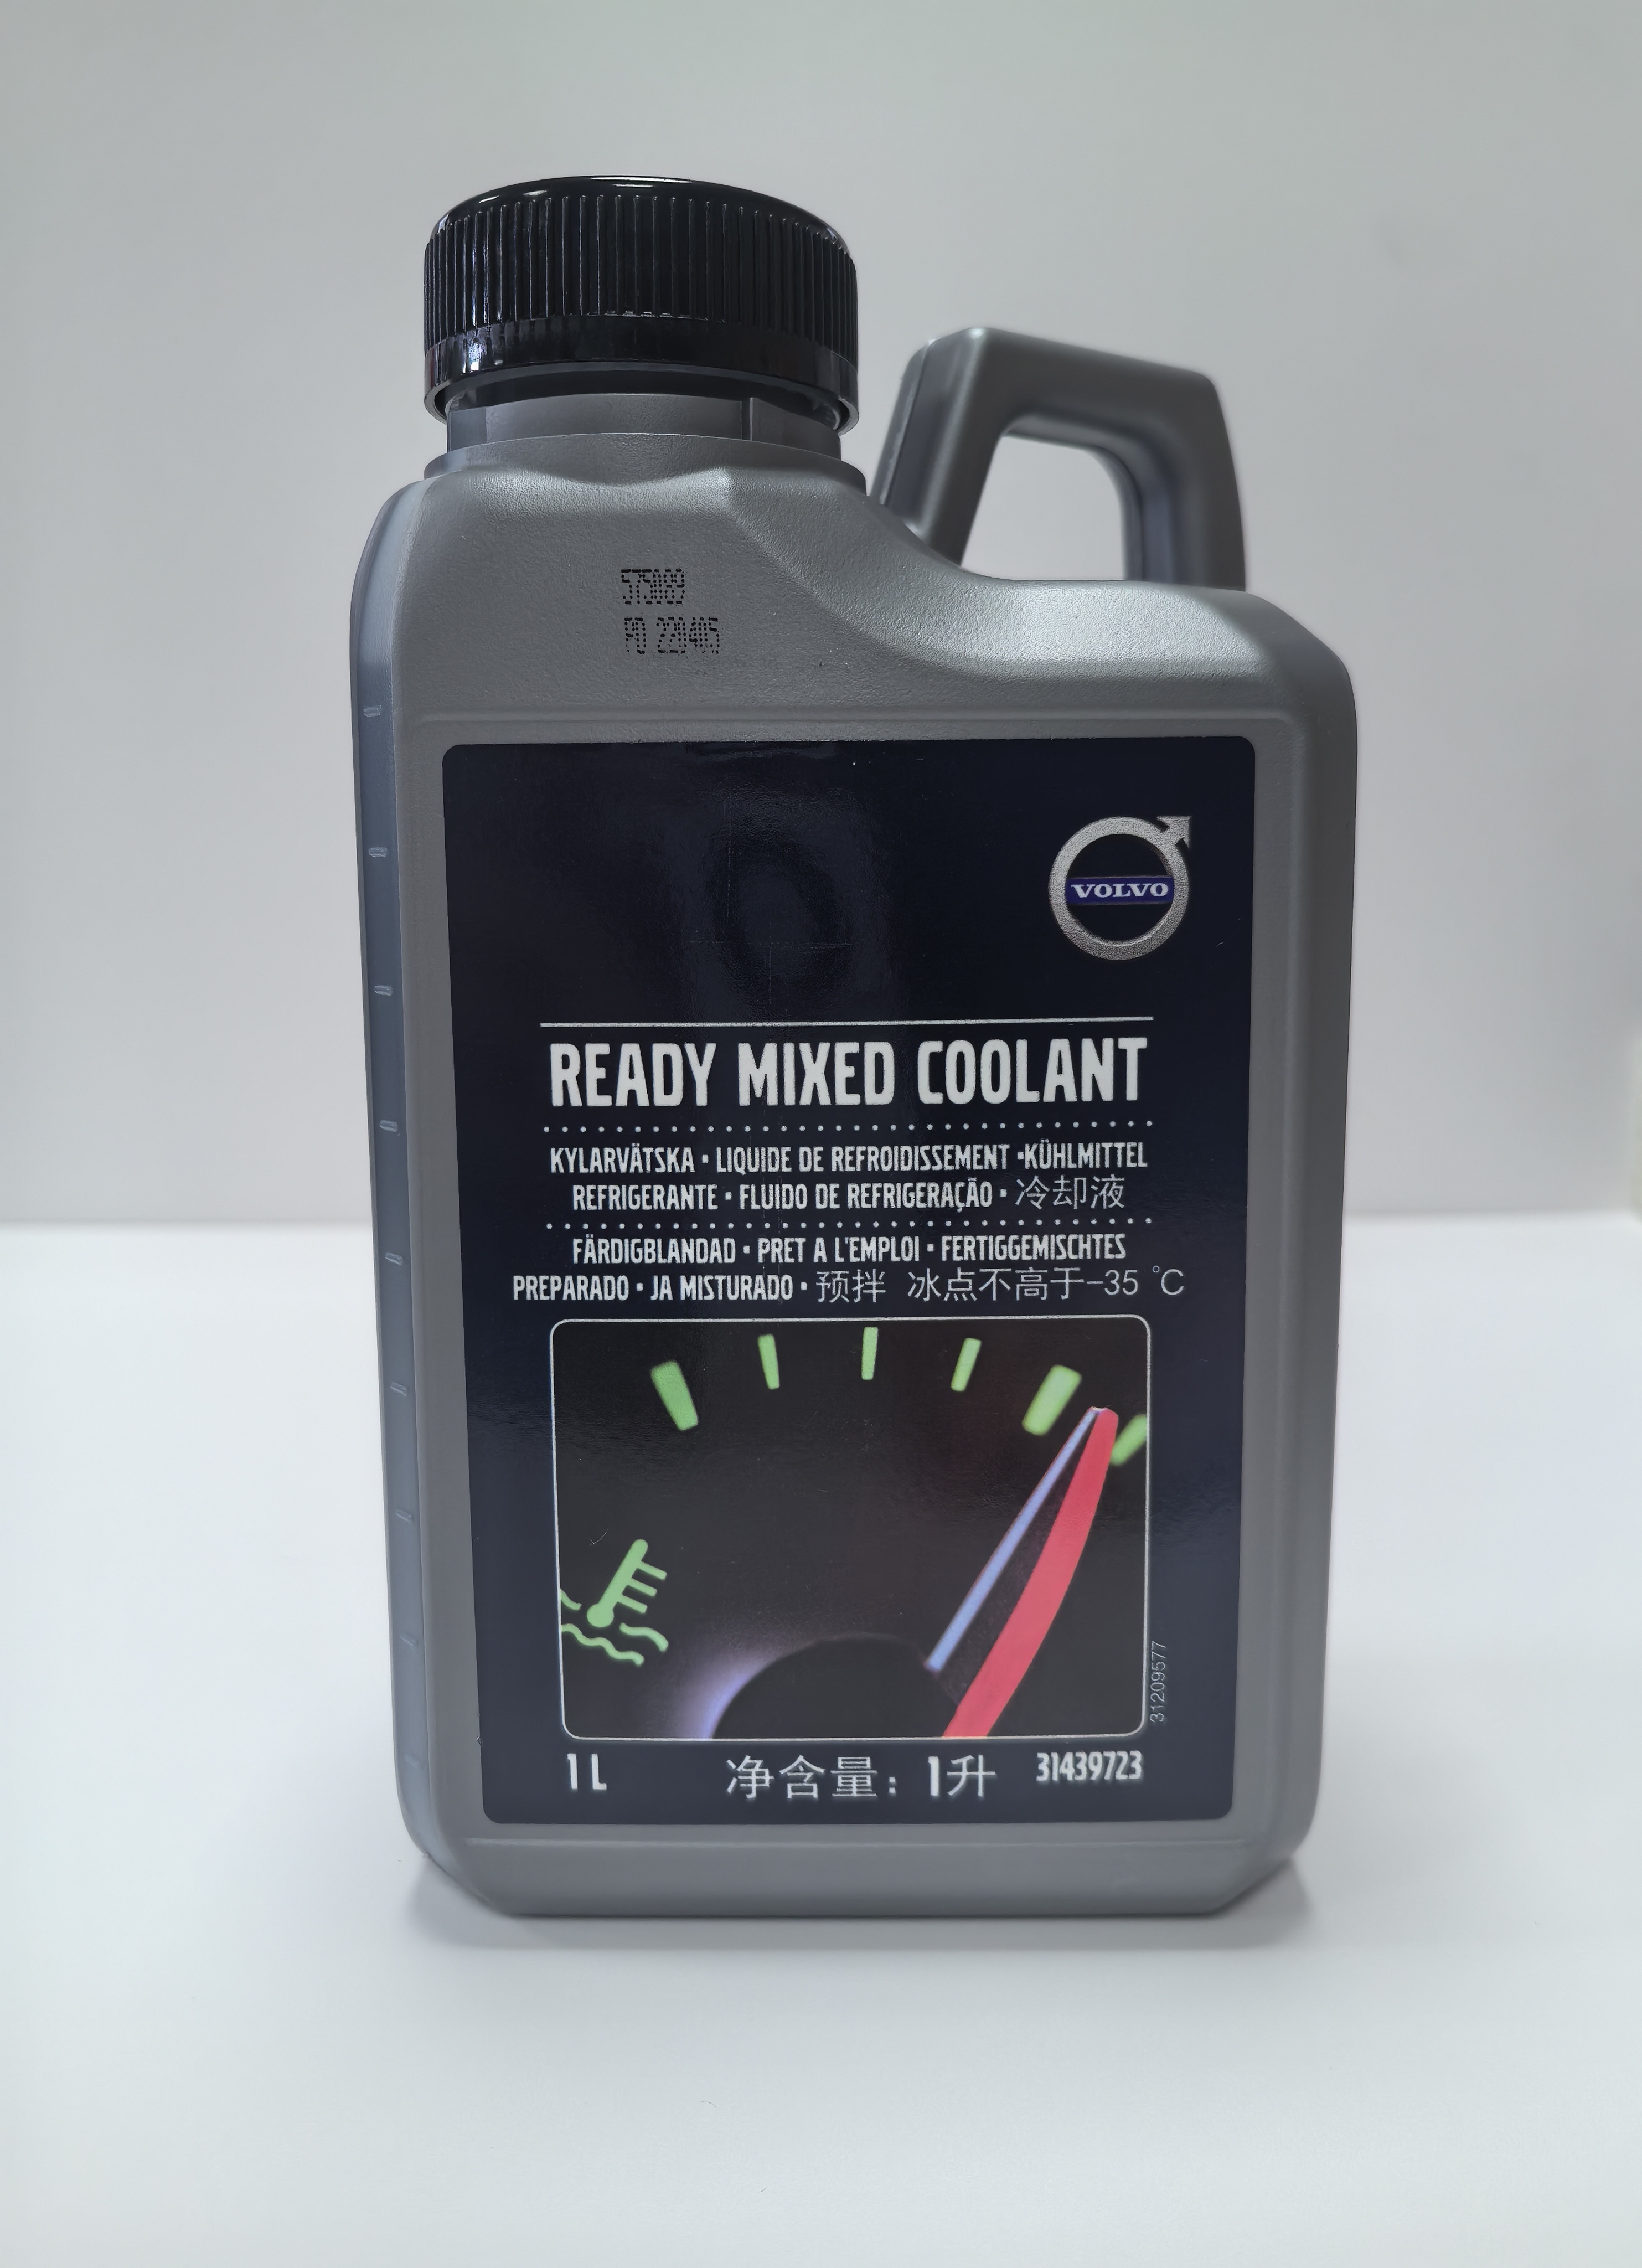 575089
PD 221405
VOLVO
READY MIXED COOLANT
KYLARVÄTSKA · LIQUIDE DE REFROIDISSEMENT ·KÜHLMITTEL
REFRIGERANTE · FLUIDO DE REFRIGERAÇÃO · 冷却液
FÄRDIGBLANDAD · PRET A L'EMPLOI · FERTIGGEMISCHTES
PREPARADO · JA MISTURADO · 预拌 冰点不高于-35 °C
31209577
1 L 净含量: 1升 31439723